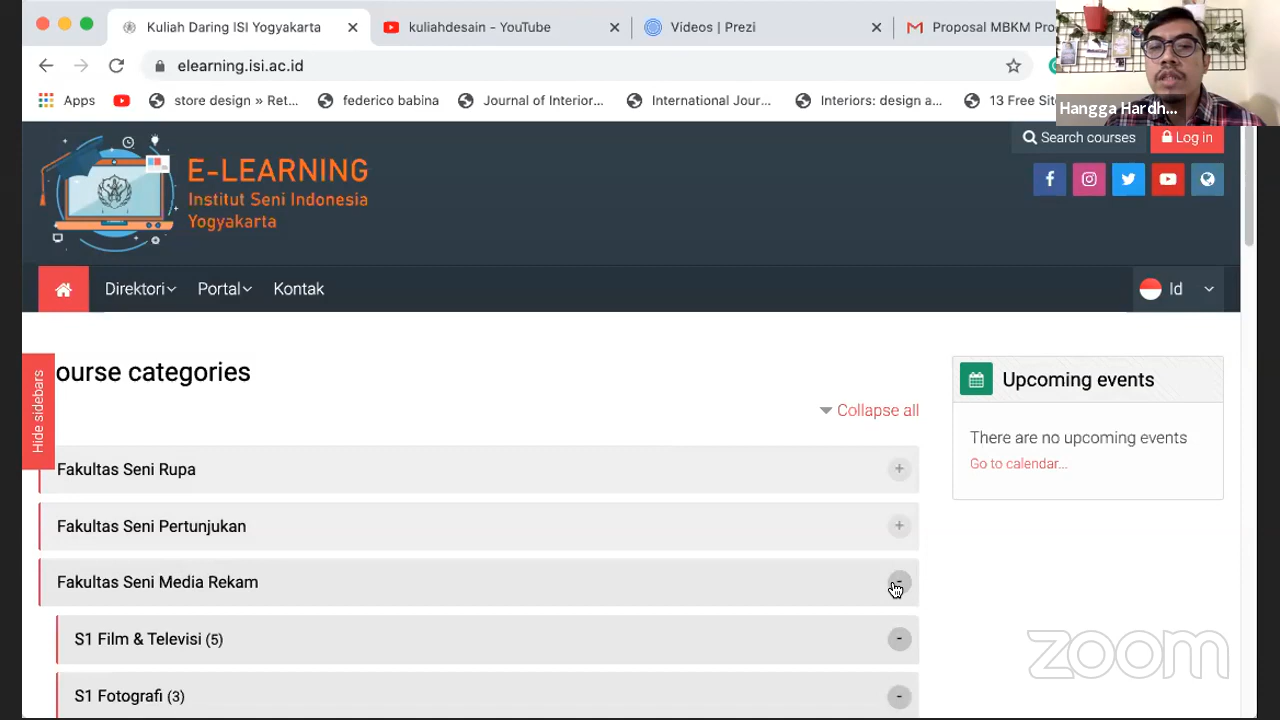 Kuliah Daring ISI Yogyakarta
kuliahdesain - YouTube
Videos | Prezi
Proposal MBKM Pro
elearning.isi.ac.id
Apps
store design » Ret...
federico babina
Journal of Interior...
International Jour...
Interiors: design a...
13 Free Si
Hangga Hardh...
E-LEARNING
Institut Seni Indonesia
Yogyakarta
Search courses
Log in
Direktori
Portal
Kontak
Id
Hide sidebars
ourse categories
Collapse all
Fakultas Seni Rupa
Fakultas Seni Pertunjukan
Fakultas Seni Media Rekam
S1 Film & Televisi (5)
S1 Fotografi (3)
Upcoming events
There are no upcoming events
Go to calendar...
zoom